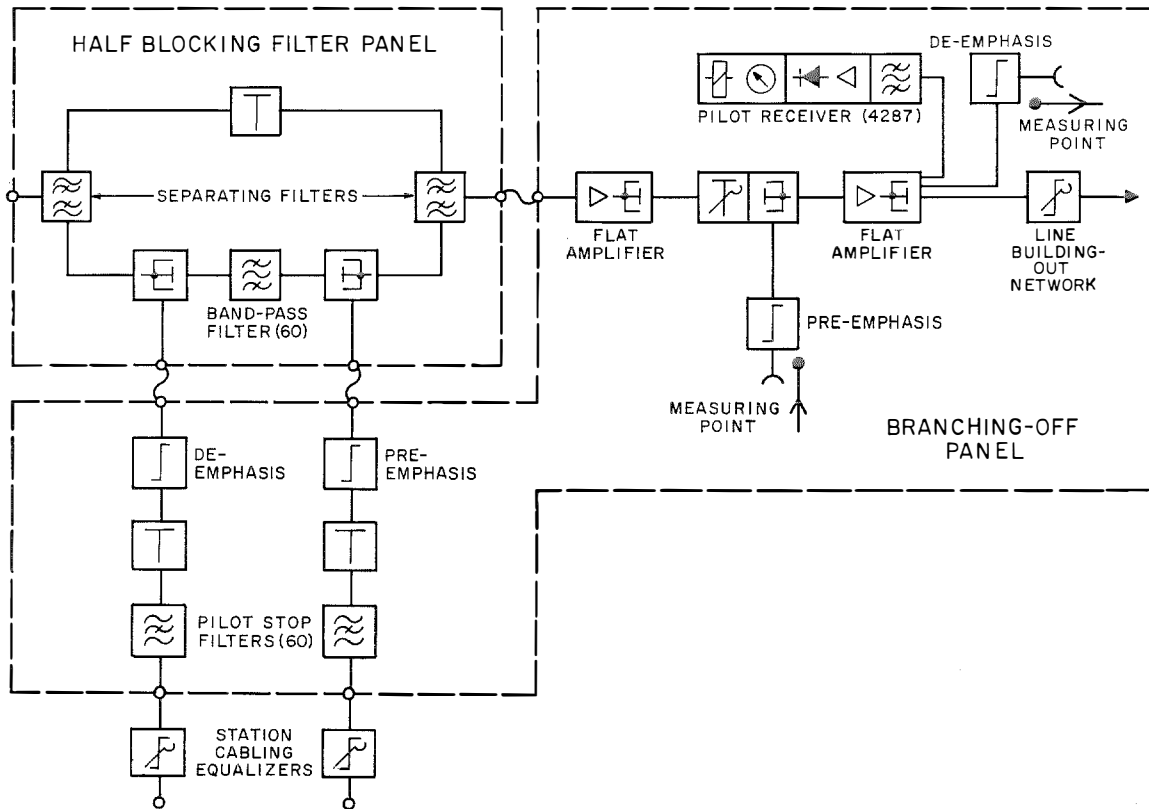 HALF BLOCKING FILTER PANEL
SEPARATING FILTERS
BAND-PASS
FILTER (60)
DE-EMPHASIS
PILOT RECEIVER (4287)
MEASURING
POINT
FLAT
AMPLIFIER
FLAT
AMPLIFIER
LINE
BUILDING-
OUT
NETWORK
PRE-EMPHASIS
MEASURING
POINT
BRANCHING-OFF
PANEL
DE-
EMPHASIS
PRE-
EMPHASIS
PILOT STOP
FILTERS (60)
STATION
CABLING
EQUALIZERS